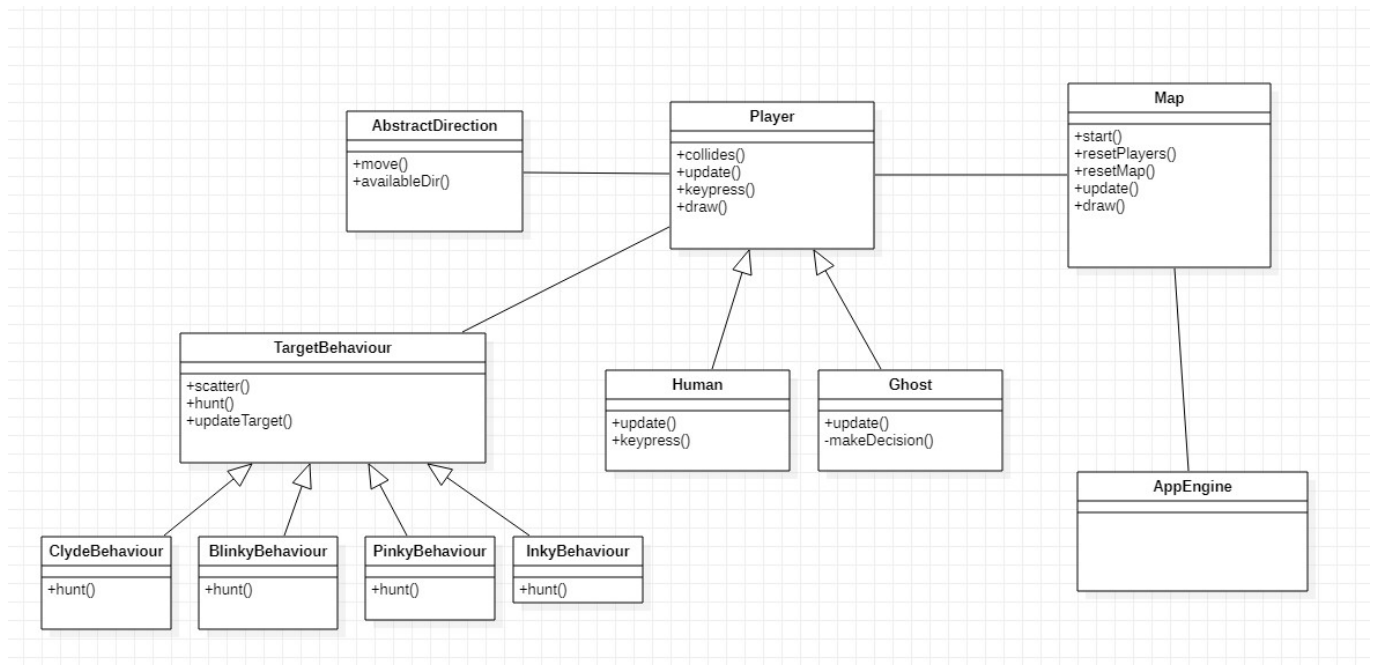 AbstractDirection
+move()
+availableDir()
Player
+collides()
+update()
+keypress()
+draw()
Map
+start()
+resetPlayers()
+resetMap()
+update()
+draw()
TargetBehaviour
+scatter()
+hunt()
+updateTarget()
Human
+update()
+keypress()
Ghost
+update()
-makeDecision()
AppEngine
ClydeBehaviour
+hunt()
BlinkyBehaviour
+hunt()
PinkyBehaviour
+hunt()
InkyBehaviour
+hunt()